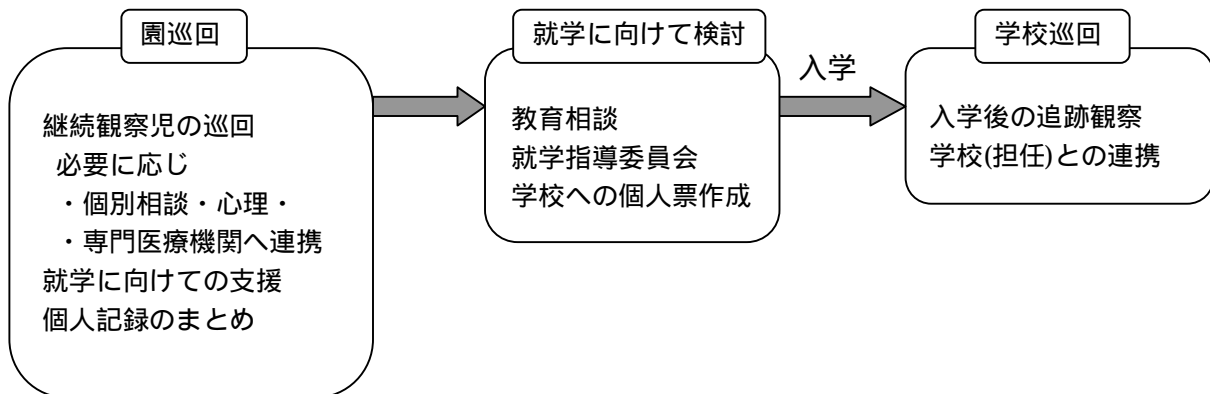 園巡回
継続観察児の巡回
必要に応じ
・個別相談・心理・
・専門医療機関へ連携
就学に向けての支援
個人記録のまとめ
就学に向けて検討
教育相談
就学指導委員会
学校への個人票作成
入学
学校巡回
入学後の追跡観察
学校(担任)との連携